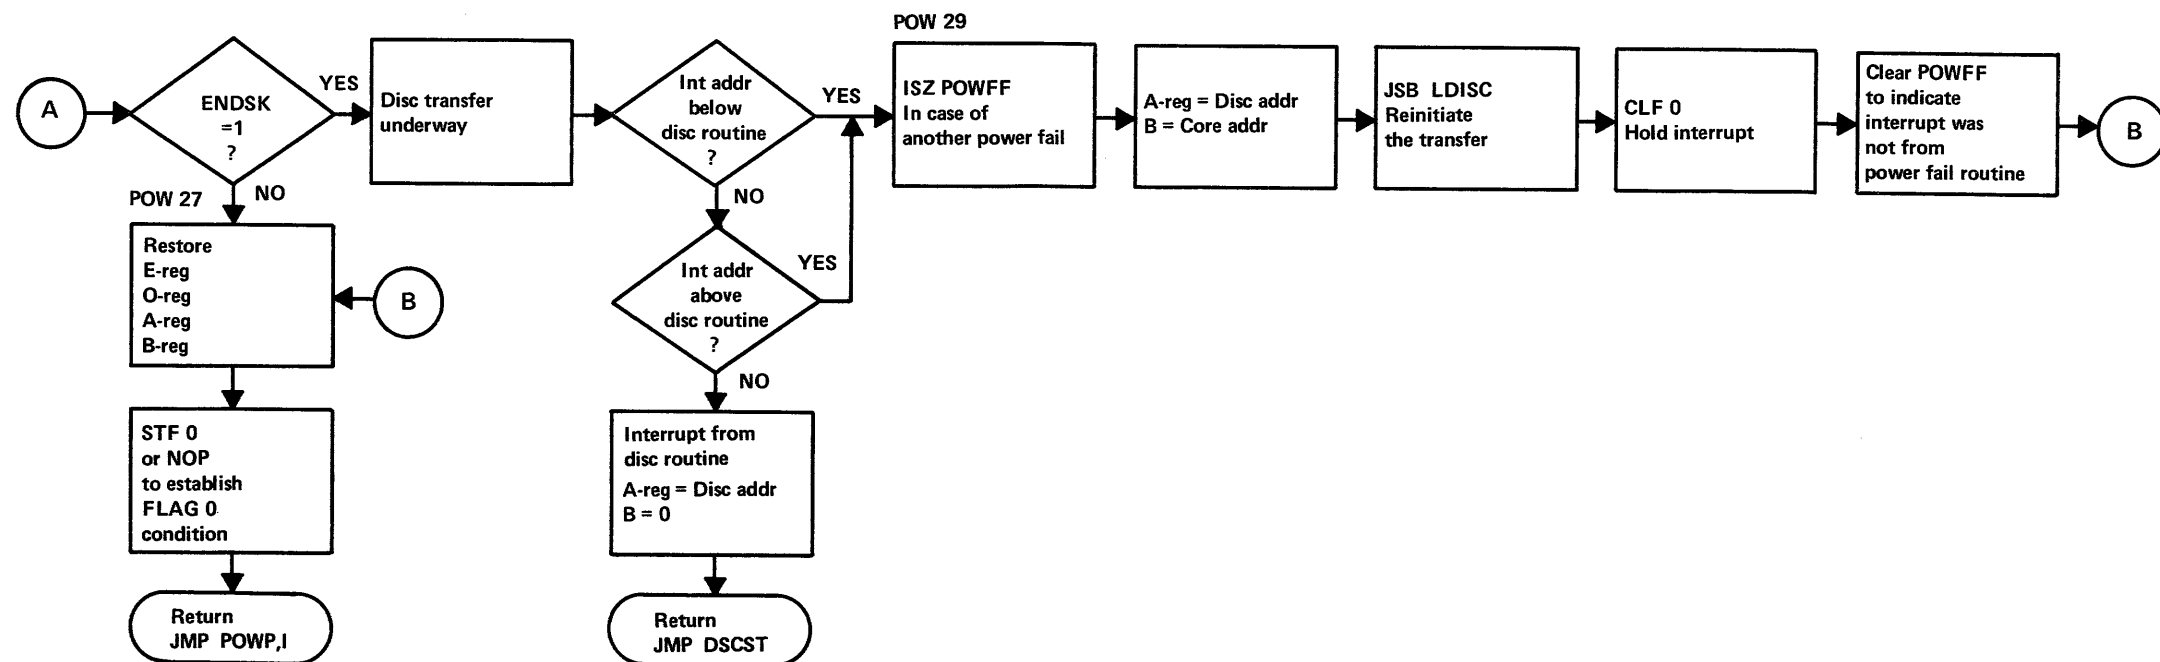 A
ENDSK
=1
?
YES
NO
Disc transfer
underway
Int addr
below
disc routine
?
YES
NO
POW 29
ISZ POWFF
In case of
another power fail
A-reg = Disc addr
B = Core addr
JSB LDISC
Reinitiate
the transfer
CLF 0
Hold interrupt
Clear POWFF
to indicate
interrupt was
not from
power fail routine
B
POW 27
Restore
E-reg
O-reg
A-reg
B-reg
B
Int addr
above
disc routine
?
YES
NO
STF 0
or NOP
to establish
FLAG 0
condition
Interrupt from
disc routine
A-reg = Disc addr
B = 0
Return
JMP POWP,I
Return
JMP DSCST